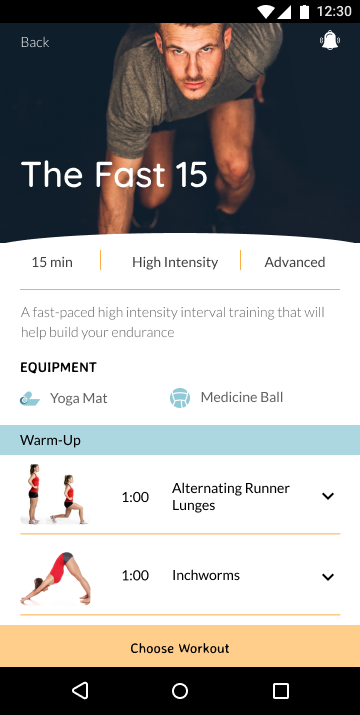 12:30
Back
The Fast 15
15 min High Intensity Advanced
A fast-paced high intensity interval training that will
help build your endurance
EQUIPMENT
Yoga Mat Medicine Ball
Warm-Up
1:00 Alternating Runner
Lunges
1:00 Inchworms
Choose Workout